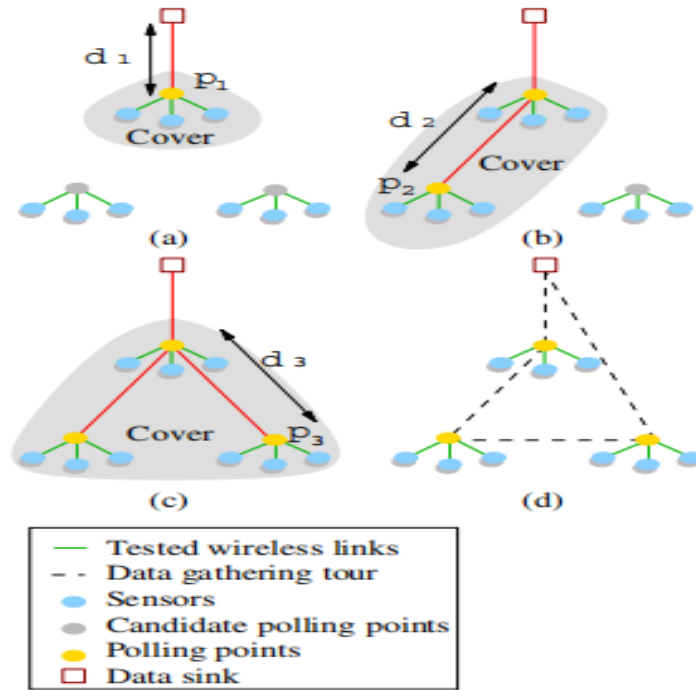 d 1
p1
Cover
d 2
Cover
p2
(a)
(b)
d 3
Cover
p3
(c)
(d)
Tested wireless links
Data gathering tour
Sensors
Candidate polling points
Polling points
Data sink